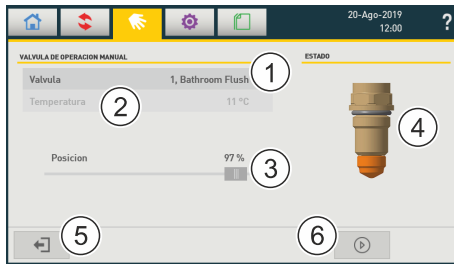 20-Ago-2019
12:00
?
VALVULA DE OPERACION MANUAL
ESTADO
Valvula 1, Bathroom Flush
1
Temperatura 11 °C
2
4
Posicion 97 %
3
5
6